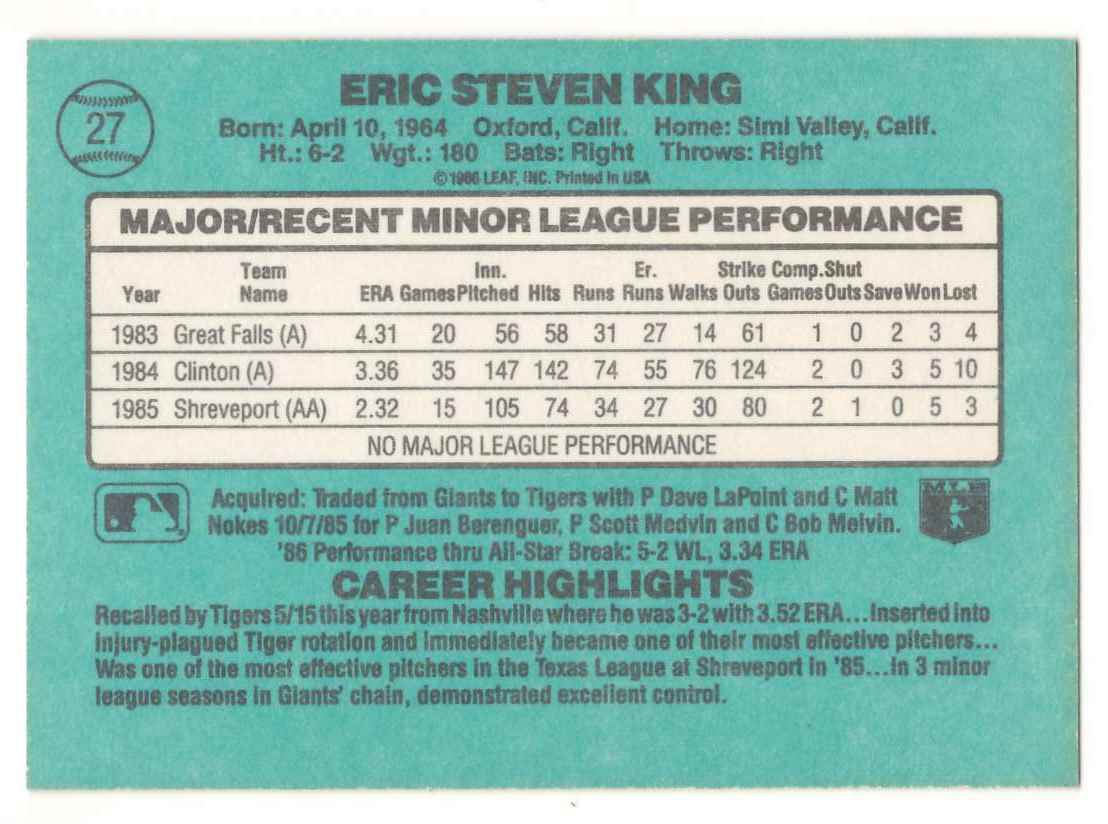 27
ERIC STEVEN KING
Born: April 10, 1964 Oxford, Calif. Home: Simi Valley, Calif.
Ht.: 6-2 Wgt.: 180 Bats: Right Throws: Right
© 1986 LEAF, INC. Printed in USA
MAJOR/RECENT MINOR LEAGUE PERFORMANCE
Team Inn. Er. Strike Comp. Shut
Year Name ERA Games Pitched Hits Runs Runs Walks Outs Games Outs Save Won Lost
1983 Great Falls (A) 4.31 20 56 58 31 27 14 61 1 0 2 3 4
1984 Clinton (A) 3.36 35 147 142 74 55 76 124 2 0 3 5 10
1985 Shreveport (AA) 2.32 15 105 74 34 27 30 80 2 1 0 5 3
NO MAJOR LEAGUE PERFORMANCE
Acquired: Traded from Giants to Tigers with P Dave LaPoint and C Matt
Nokes 10/7/85 for P Juan Berenguer, P Scott Medvin and C Bob Melvin.
'86 Performance thru All-Star Break: 5-2 WL, 3.34 ERA
MLB
CAREER HIGHLIGHTS
Recalled by Tigers 5/15 this year from Nashville where he was 3-2 with 3.52 ERA...Inserted into
injury-plagued Tiger rotation and immediately became one of their most effective pitchers...
Was one of the most effective pitchers in the Texas League at Shreveport in '85...In 3 minor
league seasons in Giants' chain, demonstrated excellent control.